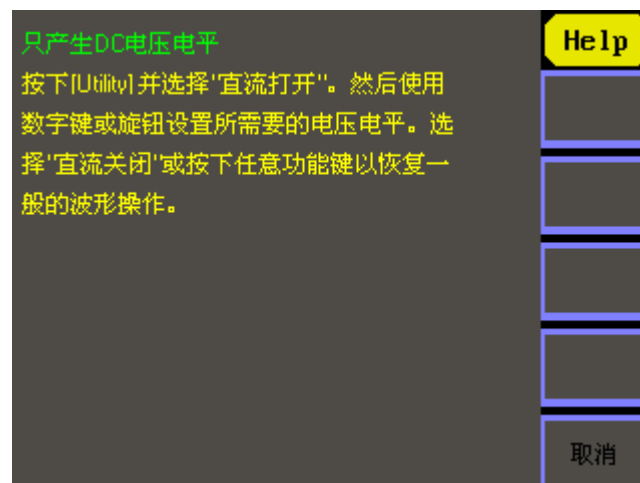 只产生DC电压电平
按下[Utility]并选择"直流打开"。然后使用
数字键或旋钮设置所需要的电压电平。选
择"直流关闭"或按下任意功能键以恢复一
般的波形操作。
Help
取消